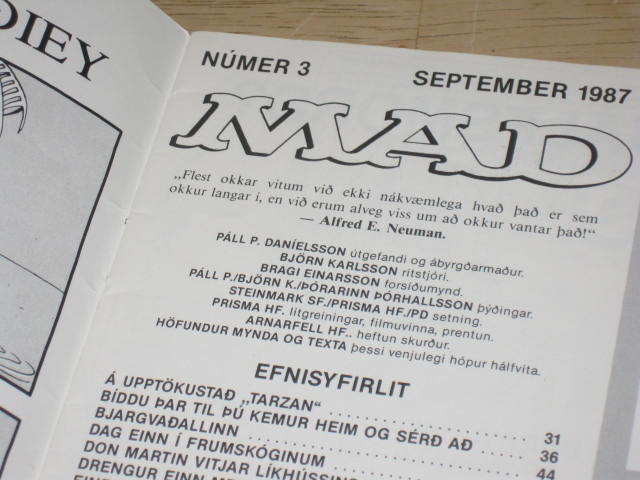 DIEY
NÚMER 3
SEPTEMBER 1987
MAD
„Flest okkar vitum við ekki nákvæmlega hvað það er sem
okkur langar í, en við erum alveg viss um að okkur vantar það!“
— Alfred E. Neuman.
PÁLL P. DANÍELSSON útgefandi og ábyrgðarmaður.
BJÖRN KARLSSON ritstjóri.
BRAGI EINARSSON forsíðumynd.
PÁLL P./BJÖRN K./ÞÓRARINN ÞÓRHALLSSON þýðingar.
STEINMARK SF./PRISMA HF./PD setning.
PRISMA HF. litgreiningar, filmuvinna, prentun.
ARNARFELL HF.. heftun skurður.
HÖFUNDUR MYNDA OG TEXTA þessi venjulegi hópur hálfvita.
EFNISYFIRLIT
Á UPPTÖKUSTAÐ „TARZAN“ . . . . . . . . . . . . . . . . . . . . . 31
BÍDDU ÞAR TIL ÞÚ KEMUR HEIM OG SÉRÐ AÐ . . . . . . . 36
BJARGVAÐALLINN . . . . . . . . . . . . . . . . . . . . . . . . . . . 44
DAG EINN Í FRUMSKÓGINUM
DON MARTIN VITJAR
DRENGUR EINN